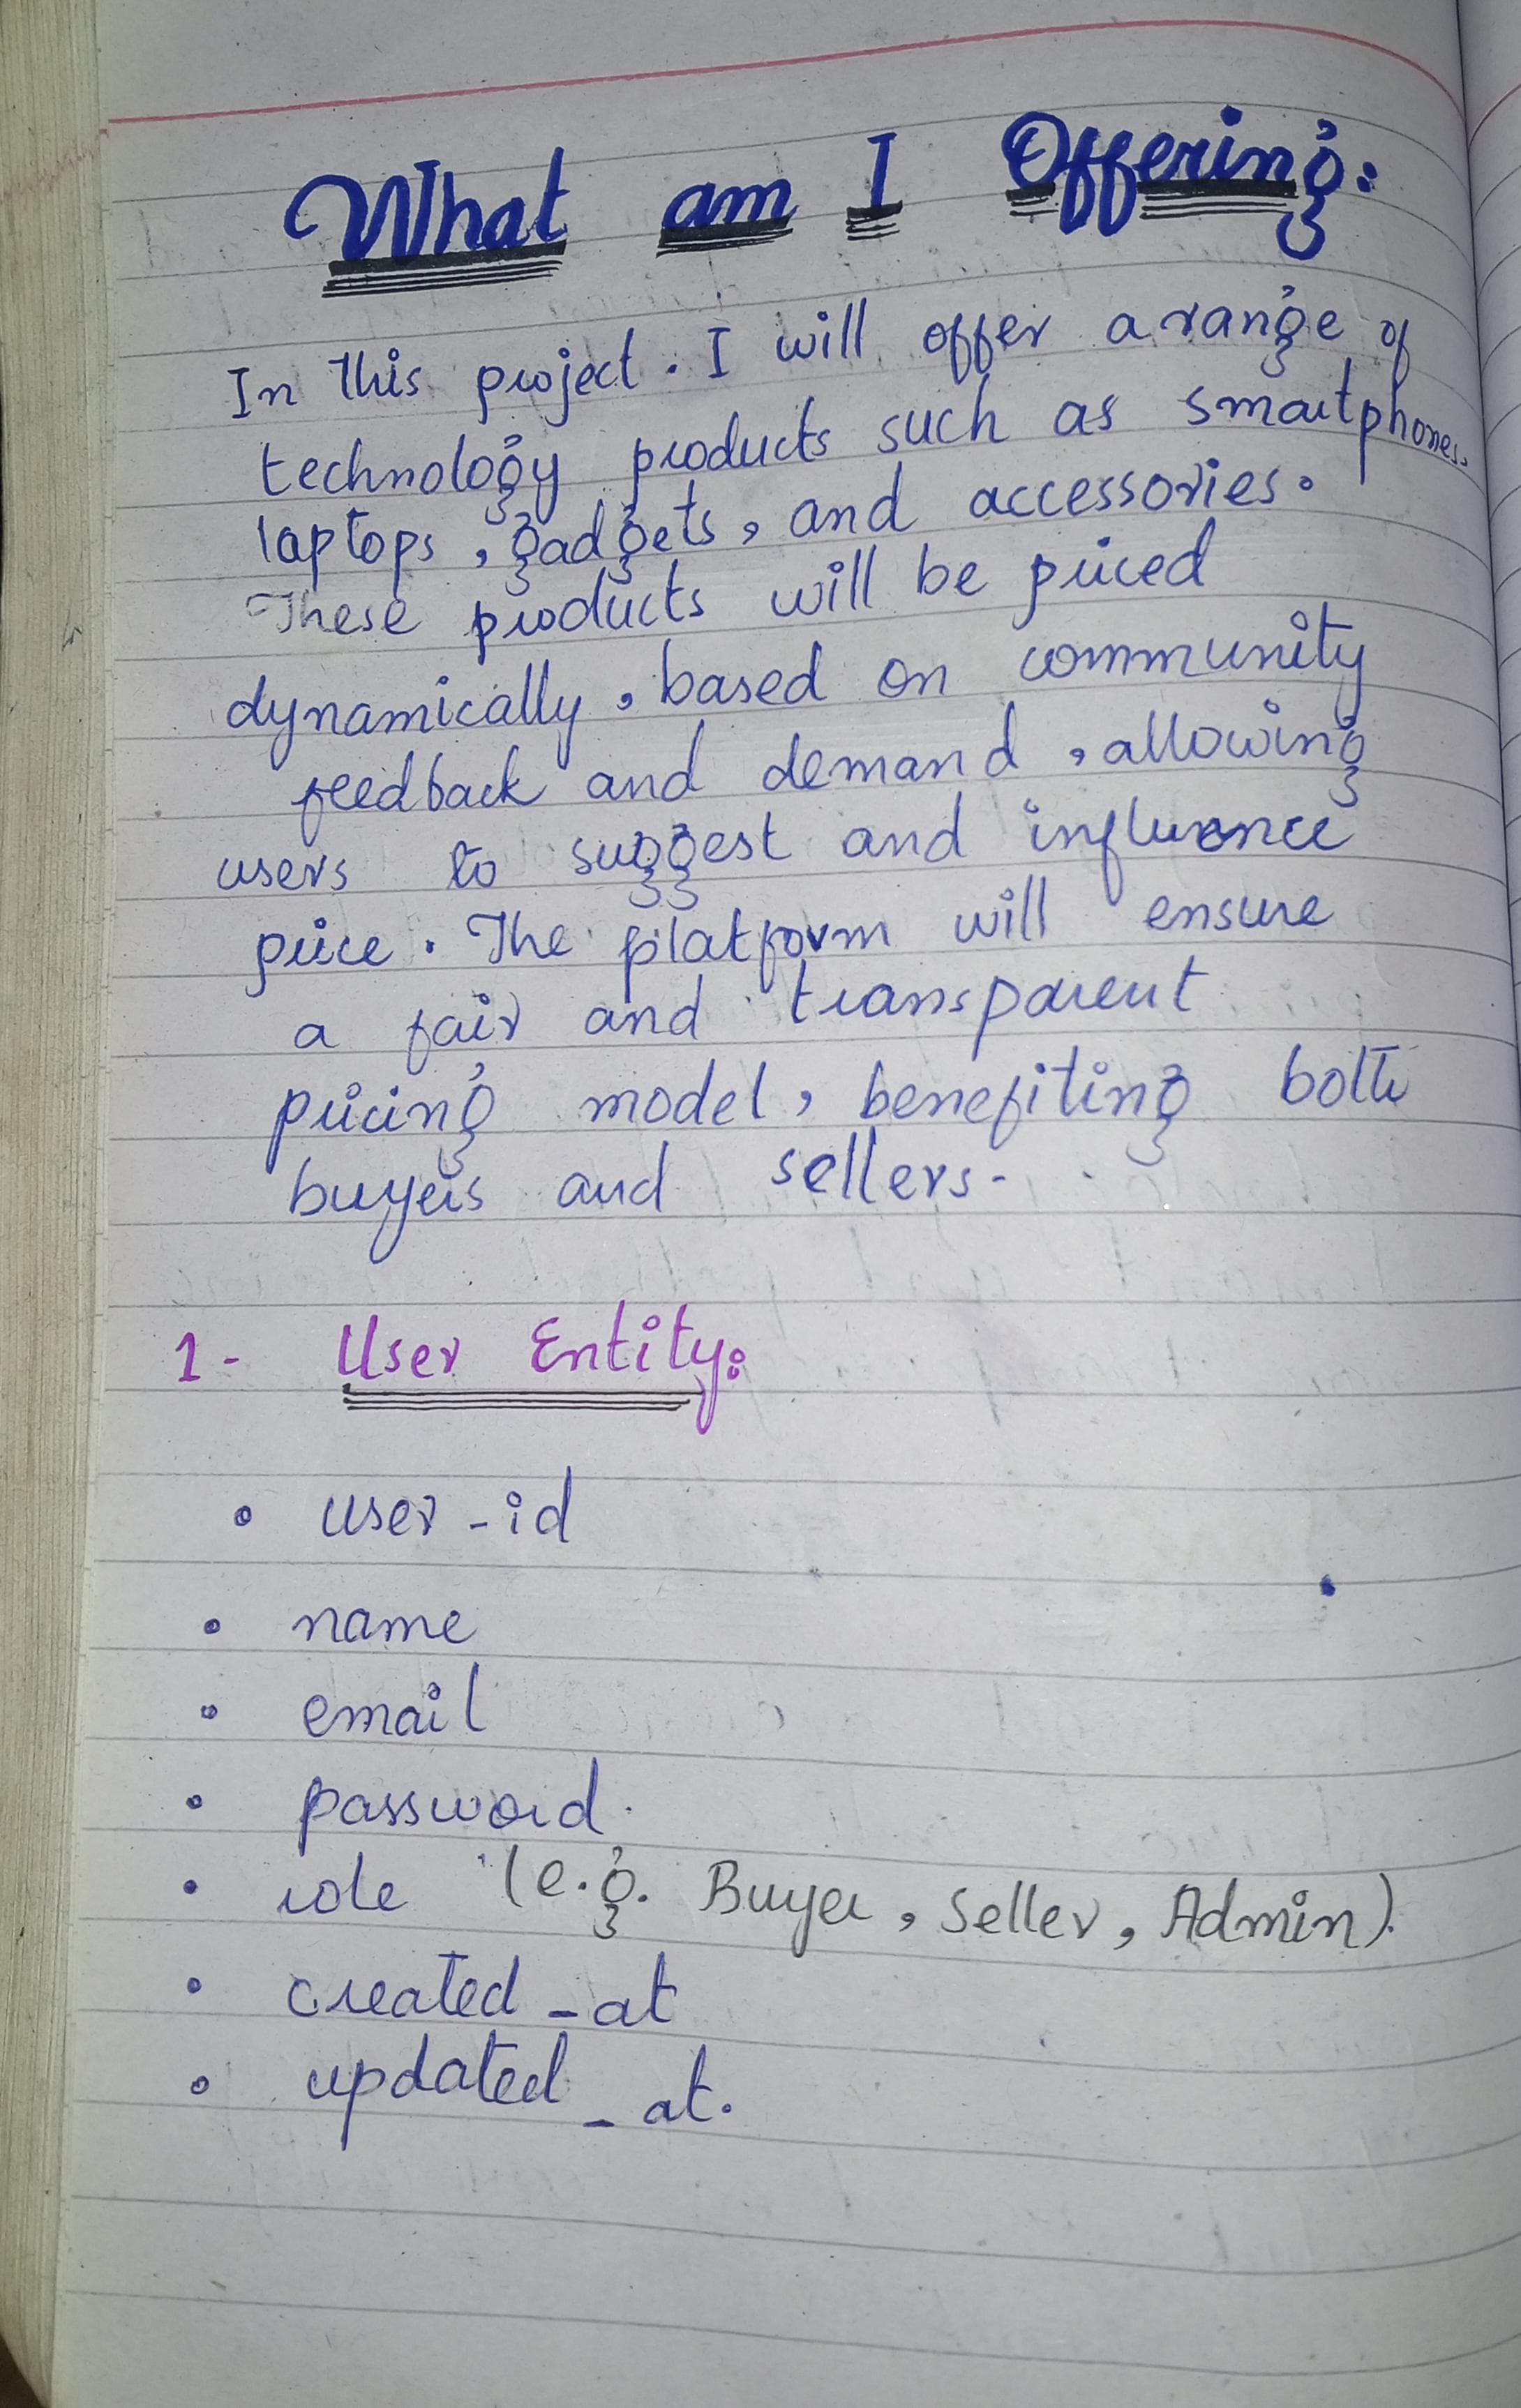 What am I Offering:
In this project. I will offer a range of
technology products such as smartphones,
laptops, gadgets, and accessories.
These products will be priced
dynamically, based on community
feedback and demand, allowing
users to suggest and influence
price. The platform will ensure
a fair and transparent
pricing model, benefiting both
buyers and sellers.
1- User Entity:
• user-id
• name
• email
• password.
• role (e.g. Buyer, Seller, Admin).
• created_at
• updated_at.